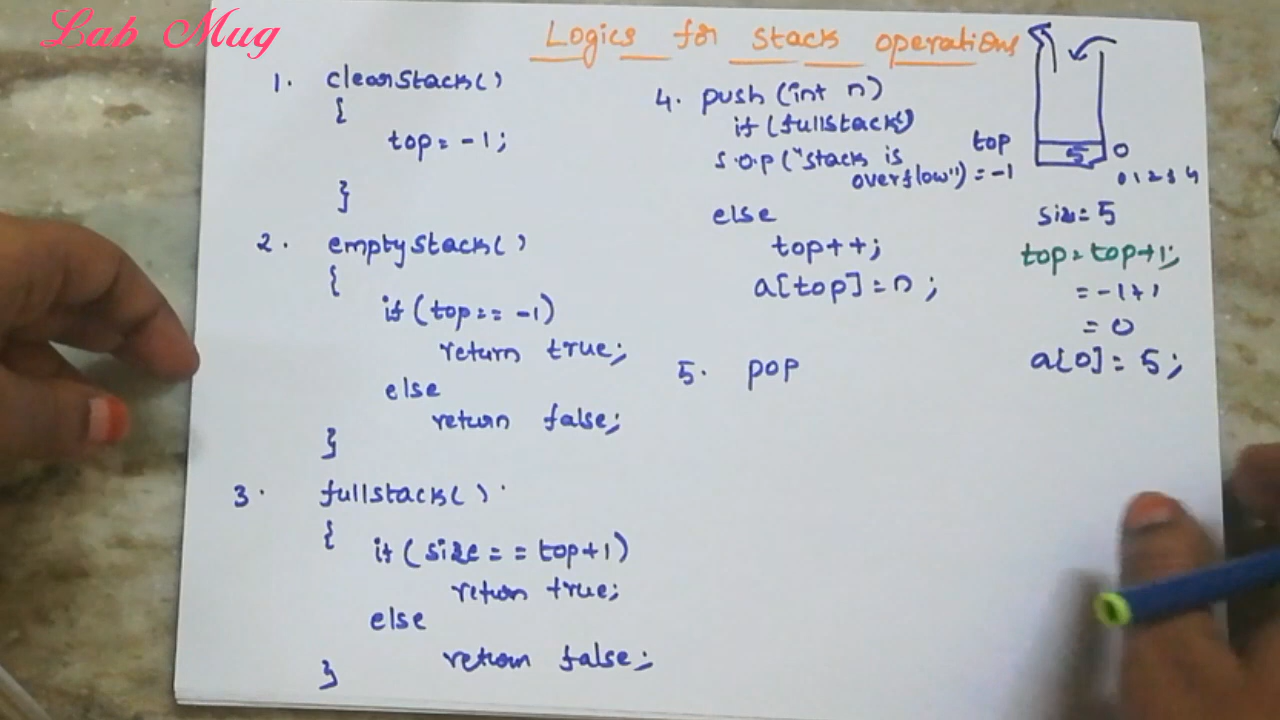 Lab Mug
Logics for stack operations
1. clearstack()
{
top = -1;
}
2. emptystack()
{
if (top == -1)
return true;
else
return false;
}
3. fullstack()
{
if (size == top+1)
return true;
else
return false;
}
4. push (int n)
if (fullstack)
S.O.P ("stack is
overflow")
else
top++;
a[top] = n;
5. pop
5
0
0 1 2 3 4
top
= -1
size = 5
top = top+1;
= -1+1
= 0
a[0] = 5;